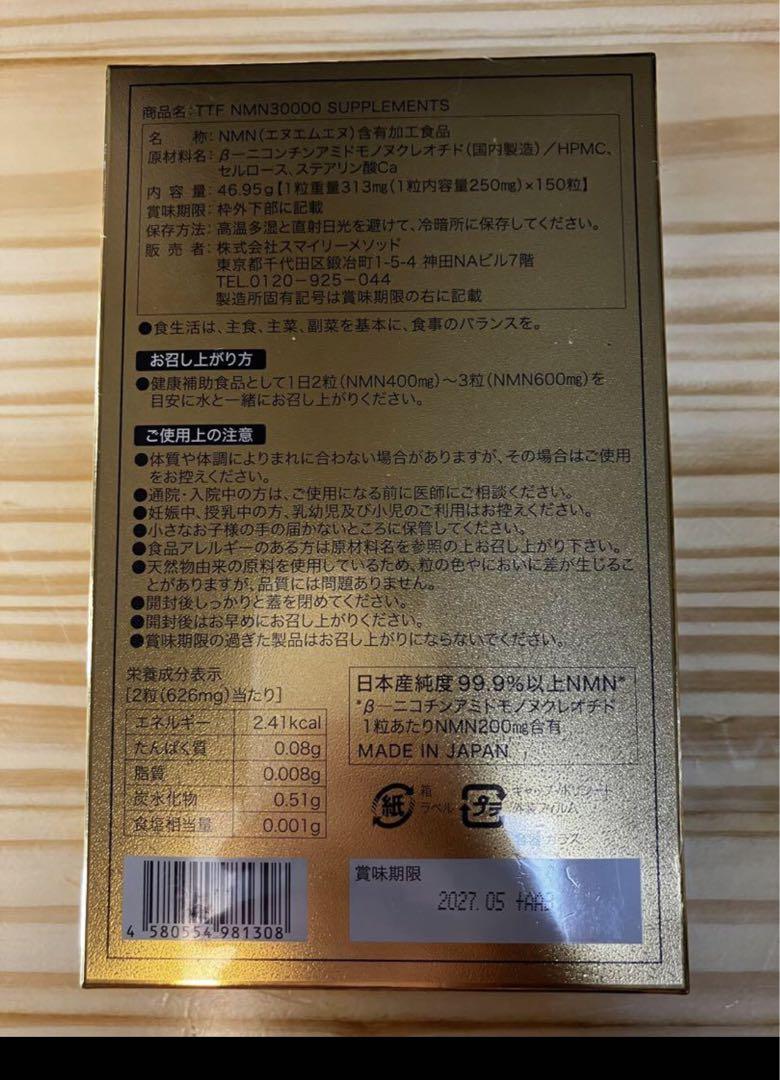 商品名:TTF NMN30000 SUPPLEMENTS
名 称:NMN(エヌエムエヌ)含有加工食品
原材料名:β－ニコンチンアミドモノヌクレオチド(国内製造)／HPMC、
セルロース、ステアリン酸Ca
内 容 量:46.95g【1粒重量313mg(1粒内容量250mg)×150粒】
賞味期限:枠外下部に記載
保存方法:高温多湿と直射日光を避けて、冷暗所に保存してください。
販 売 者:株式会社スマイリーメソッド
東京都千代田区鍛冶町1-5-4 神田NAビル7階
TEL.0120-925-044
製造所固有記号は賞味期限の右に記載
●食生活は、主食、主菜、副菜を基本に、食事のバランスを。
お召し上がり方
●健康補助食品として1日2粒(NMN400mg)～3粒(NMN600mg)を
目安に水と一緒にお召し上がりください。
ご使用上の注意
●体質や体調によりまれに合わない場合がありますが、その場合はご使用
をお控えください。
●通院・入院中の方は、ご使用になる前に医師にご相談ください。
●妊娠中、授乳中の方、乳幼児及び小児のご利用はお控えください。
●小さなお子様の手の届かないところに保管してください。
●食品アレルギーのある方は原材料名を参照の上お召し上がり下さい。
●天然物由来の原料を使用しているため、粒の色やにおいに差が生じるこ
とがありますが、品質には問題ありません。
●開封後しっかりと蓋を閉めてください。
●開封後はお早めにお召し上がりください。
●賞味期限の過ぎた製品はお召し上がりにならないでください。
栄養成分表示
[2粒(626mg)当たり]
エネルギー 2.41kcal
たんぱく質 0.08g
脂質 0.008g
炭水化物 0.51g
食塩相当量 0.001g
日本産純度99.9%以上NMN*
*β－ニコチンアミドモノヌクレオチド
1粒あたりNMN200mg含有
MADE IN JAPAN
紙 箱
ラベル
プラ キャップ・ボリシート
外装フィルム
容器 ガラス
4 580554 981308
賞味期限
2027.05